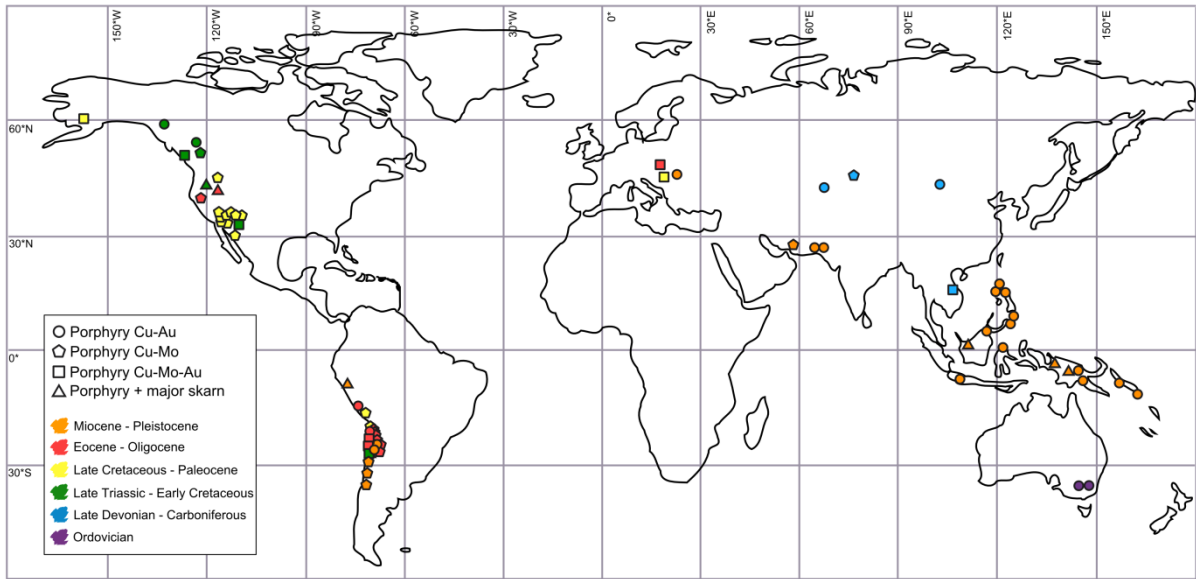 150°W
120°W
90°W
60°W
30°W
0°
30°E
60°E
90°E
120°E
150°E
60°N
30°N
0°
30°S
Porphyry Cu-Au
Porphyry Cu-Mo
Porphyry Cu-Mo-Au
Porphyry + major skarn
Miocene - Pleistocene
Eocene - Oligocene
Late Cretaceous - Paleocene
Late Triassic - Early Cretaceous
Late Devonian - Carboniferous
Ordovician